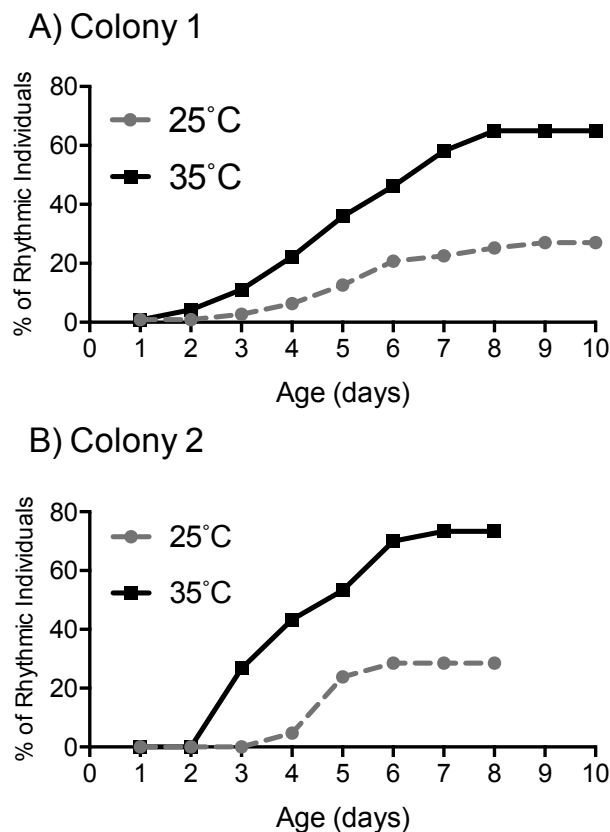 A) Colony 1
% of Rhythmic Individuals
80
60
40
20
0
25°C
35°C
0 1 2 3 4 5 6 7 8 9 10
Age (days)
B) Colony 2
% of Rhythmic Individuals
80
60
40
20
0
25°C
35°C
0 1 2 3 4 5 6 7 8 9 10
Age (days)